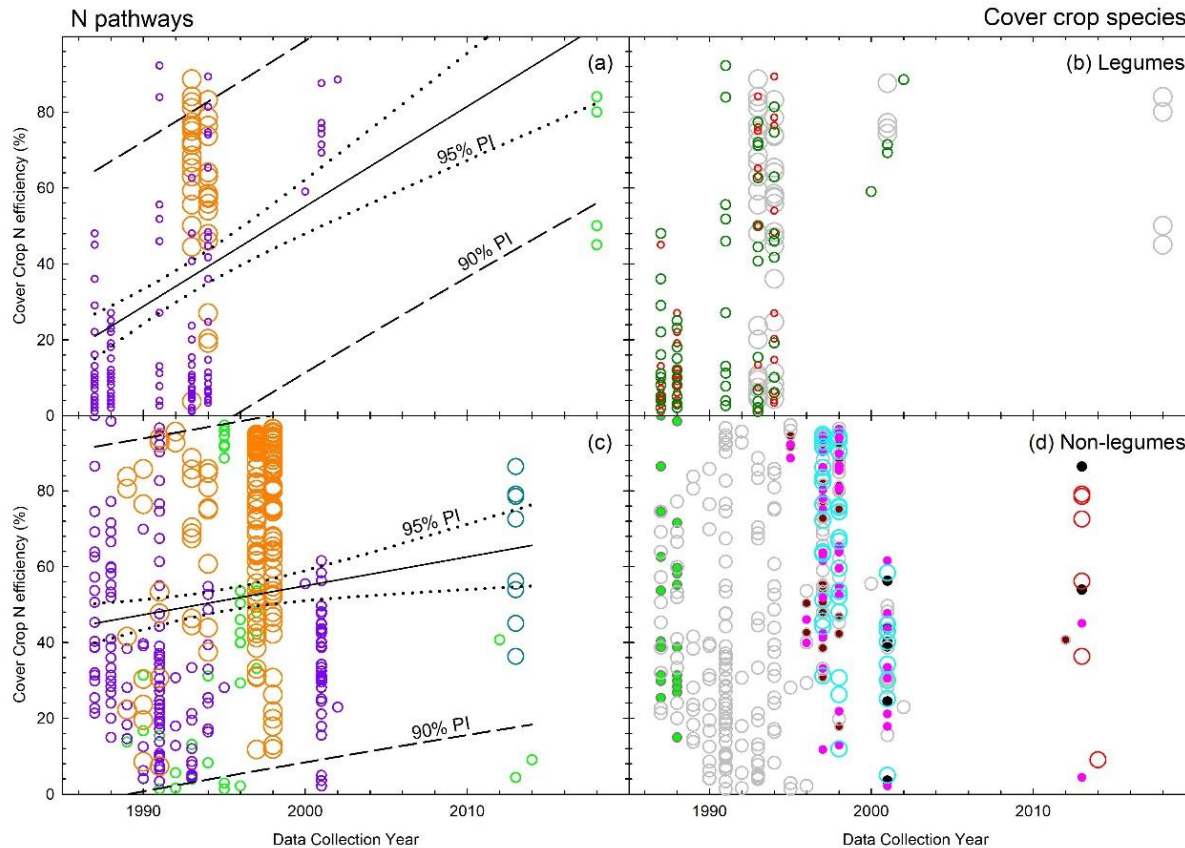 N pathways
Cover crop species
(a)
(b) Legumes
95% PI
90% PI
Cover Crop N efficiency (%)
80
60
40
20
0
(c)
(d) Non-legumes
95% PI
90% PI
Cover Crop N efficiency (%)
80
60
40
20
0
1990
2000
2010
1990
2000
2010
Data Collection Year
Data Collection Year